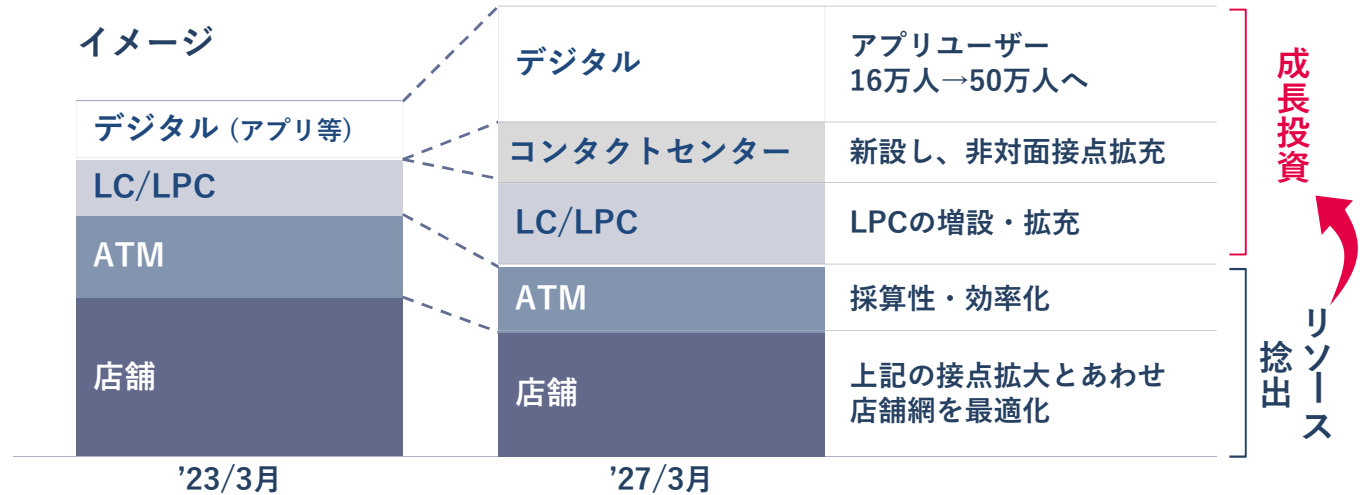 イメージ
デジタル (アプリ等)
LC/LPC
ATM
店舗
’23/3月
デジタル
アプリユーザー
16万人→50万人へ
コンタクトセンター
新設し、非対面接点拡充
LC/LPC
LPCの増設・拡充
ATM
採算性・効率化
店舗
上記の接点拡大とあわせ
店舗網を最適化
’27/3月
成長投資
リソース
捻出